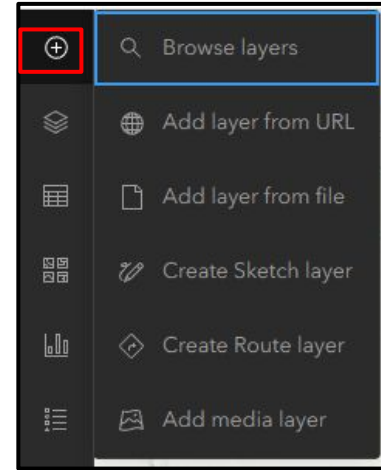 Browse layers
Add layer from URL
Add layer from file
Create Sketch layer
Create Route layer
Add media layer